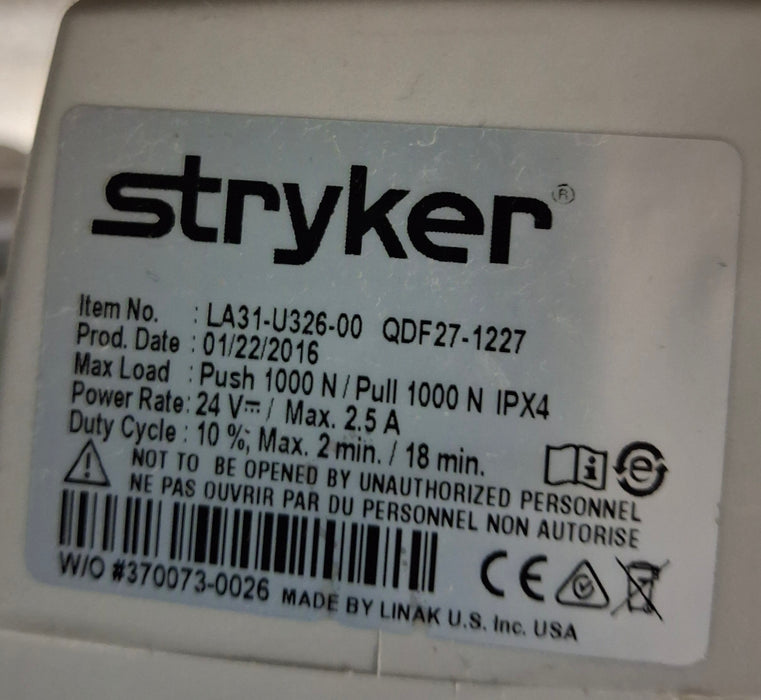 stryker®
Item No. : LA31-U326-00 QDF27-1227
Prod. Date : 01/22/2016
Max Load : Push 1000 N / Pull 1000 N IPX4
Power Rate: 24 V⎓ / Max. 2.5 A
Duty Cycle : 10 %, Max. 2 min. / 18 min.
NOT TO BE OPENED BY UNAUTHORIZED PERSONNEL
NE PAS OUVRIR PAR DU PERSONNEL NON AUTORISE
W/O #370073-0026 MADE BY LINAK U.S. Inc. USA
CE